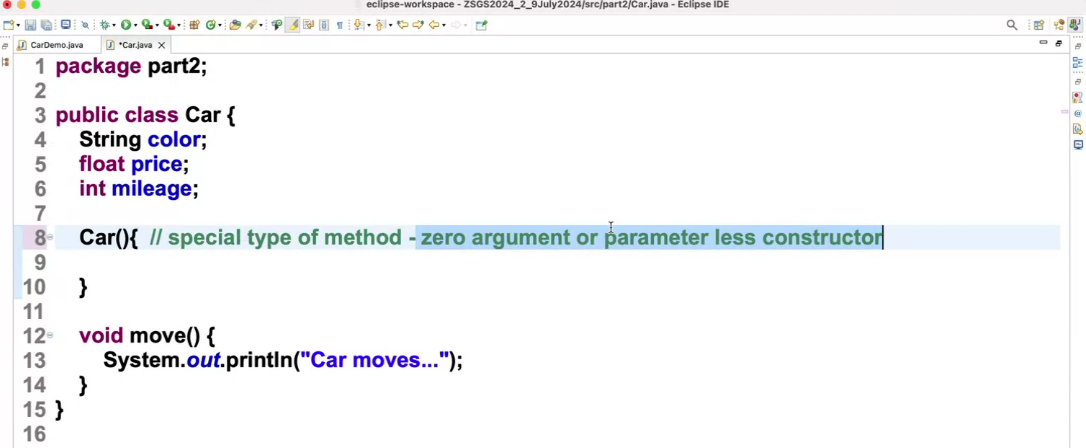 eclipse-workspace - ZSGS2024_2_9July2024/src/part2/Car.java - Eclipse IDE
CarDemo.java *Car.java
1 package part2;
2
3 public class Car {
4 String color;
5 float price;
6 int mileage;
7
8 Car(){ // special type of method - zero argument or parameter less constructor
9
10 }
11
12 void move() {
13 System.out.println("Car moves...");
14 }
15 }
16